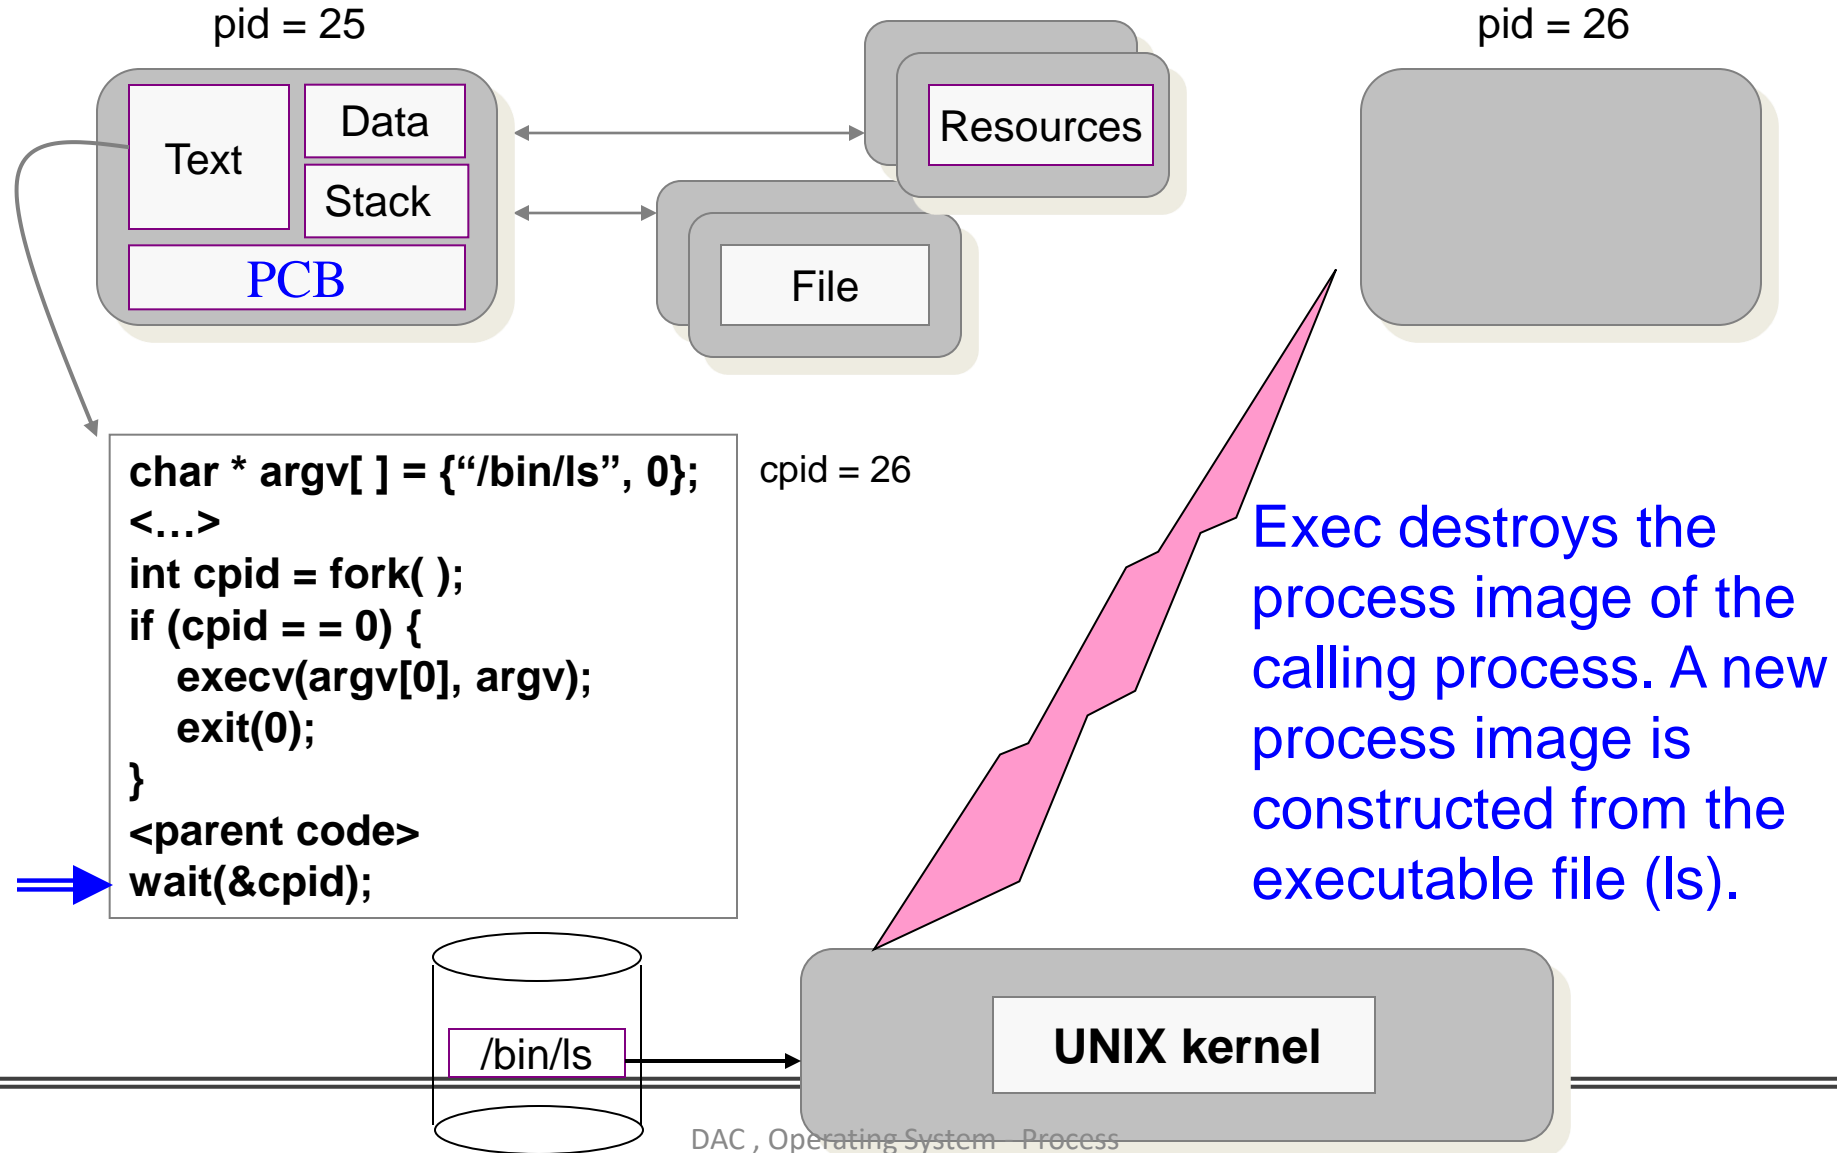 pid = 25
pid = 26
Text
Data
Stack
PCB
Resources
File
char * argv[ ] = {“/bin/ls”, 0};
<…>
int cpid = fork( );
if (cpid = = 0) {
execv(argv[0], argv);
exit(0);
}
<parent code>
wait(&cpid);
cpid = 26
Exec destroys the
process image of the
calling process. A new
process image is
constructed from the
executable file (ls).
/bin/ls
UNIX kernel
DAC , Operating System - Process